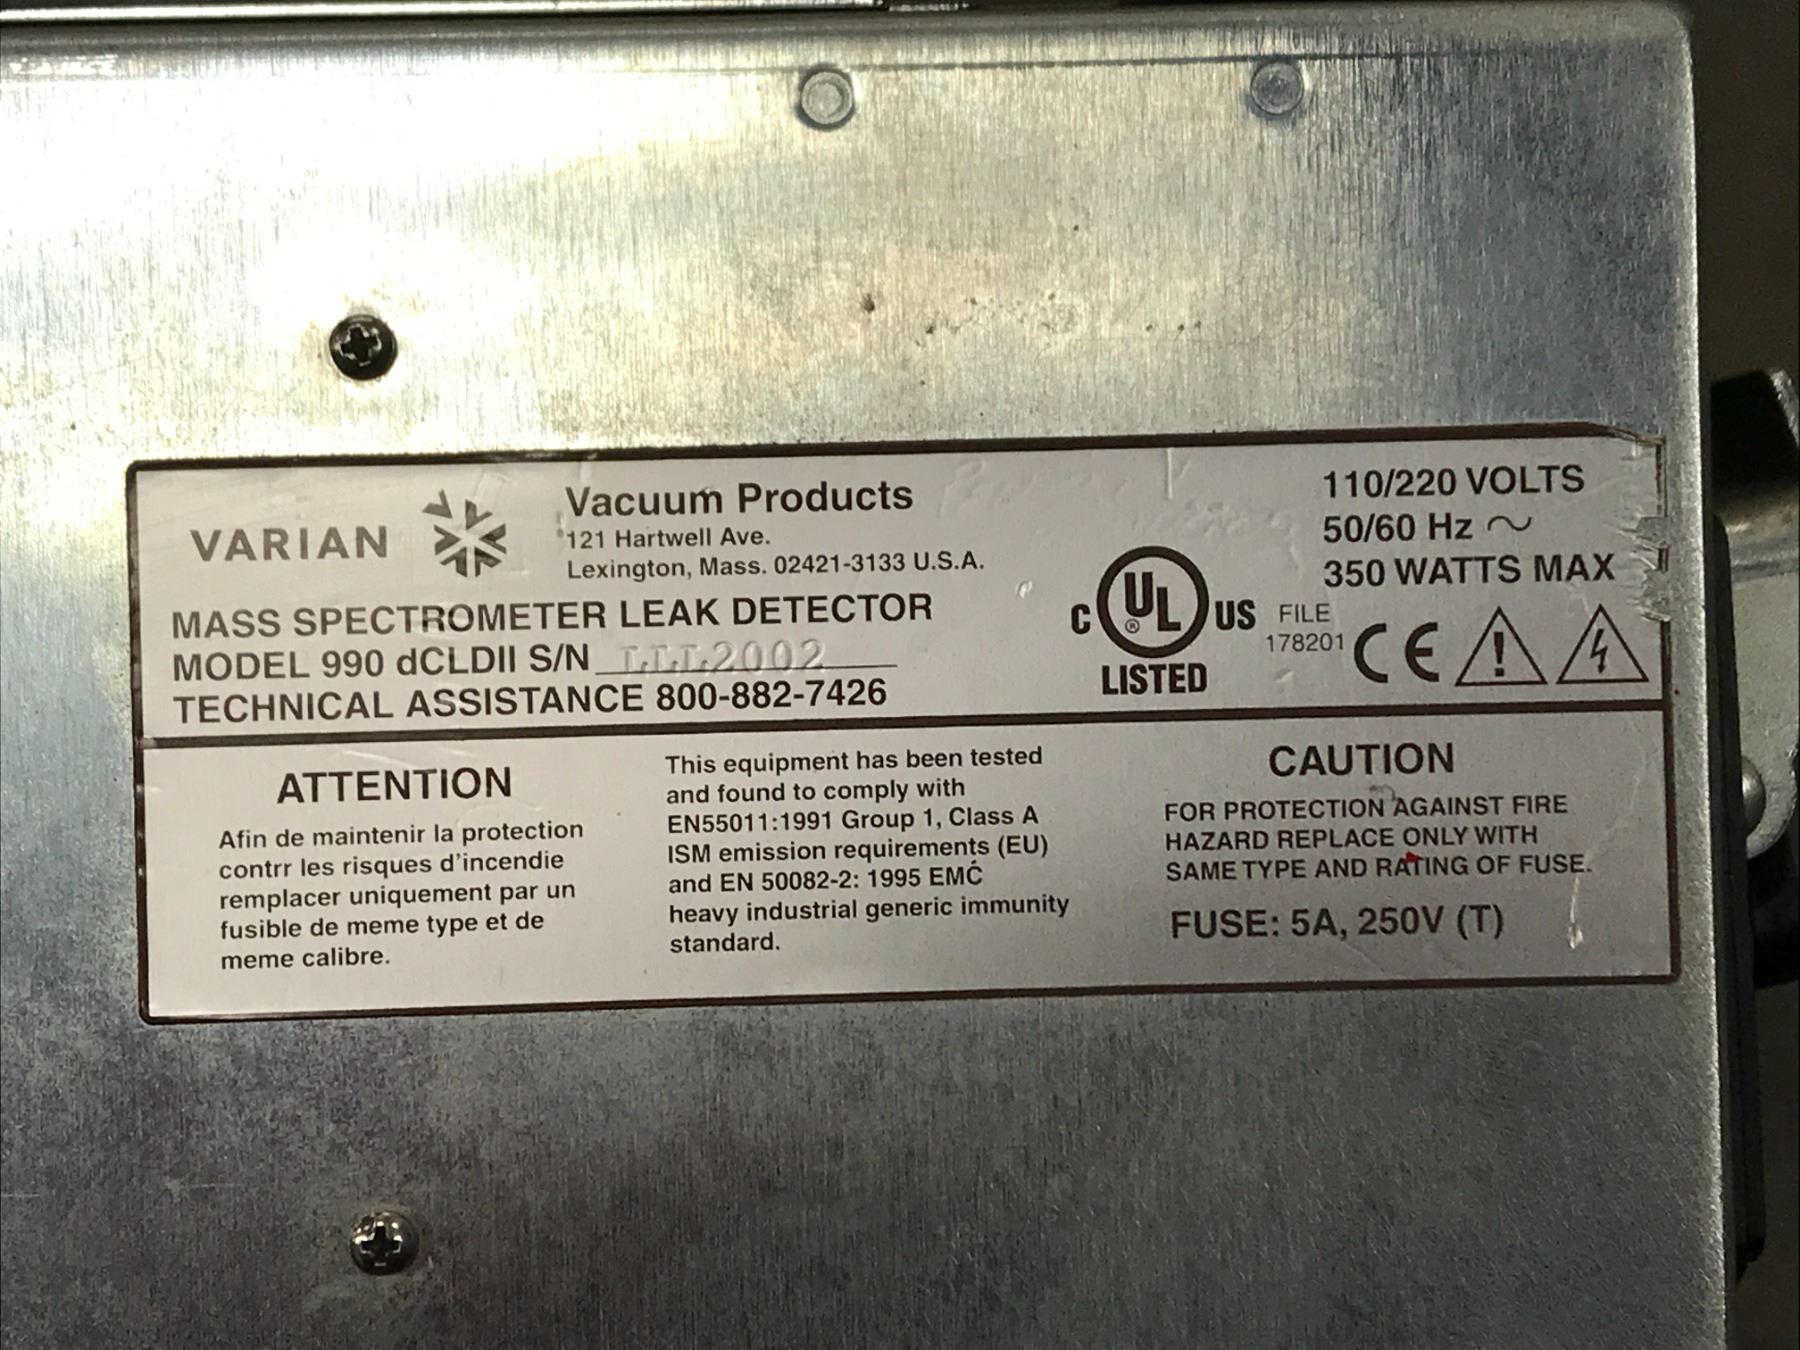 VARIAN
Vacuum Products
121 Hartwell Ave.
Lexington, Mass. 02421-3133 U.S.A.
MASS SPECTROMETER LEAK DETECTOR
MODEL 990 dCLDII S/N LLL2002
TECHNICAL ASSISTANCE 800-882-7426
C UL ® US
LISTED
FILE
178201
110/220 VOLTS
50/60 Hz ～
350 WATTS MAX
CE
ATTENTION
Afin de maintenir la protection
contrr les risques d'incendie
remplacer uniquement par un
fusible de meme type et de
meme calibre.
This equipment has been tested
and found to comply with
EN55011:1991 Group 1, Class A
ISM emission requirements (EU)
and EN 50082-2: 1995 EMC
heavy industrial generic immunity
standard.
CAUTION
FOR PROTECTION AGAINST FIRE
HAZARD REPLACE ONLY WITH
SAME TYPE AND RATING OF FUSE.
FUSE: 5A, 250V (T)